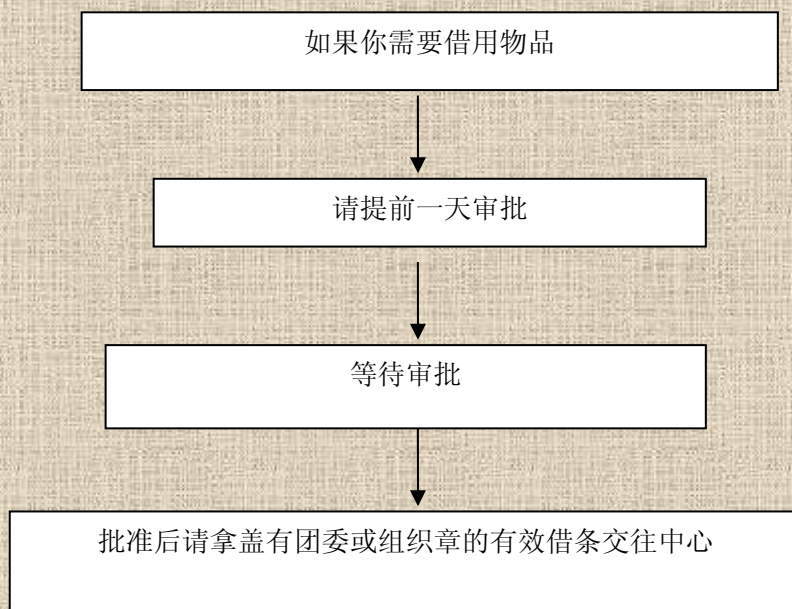 如果你需要借用物品
请提前一天审批
等待审批
批准后请拿盖有团委或组织章的有效借条交往中心